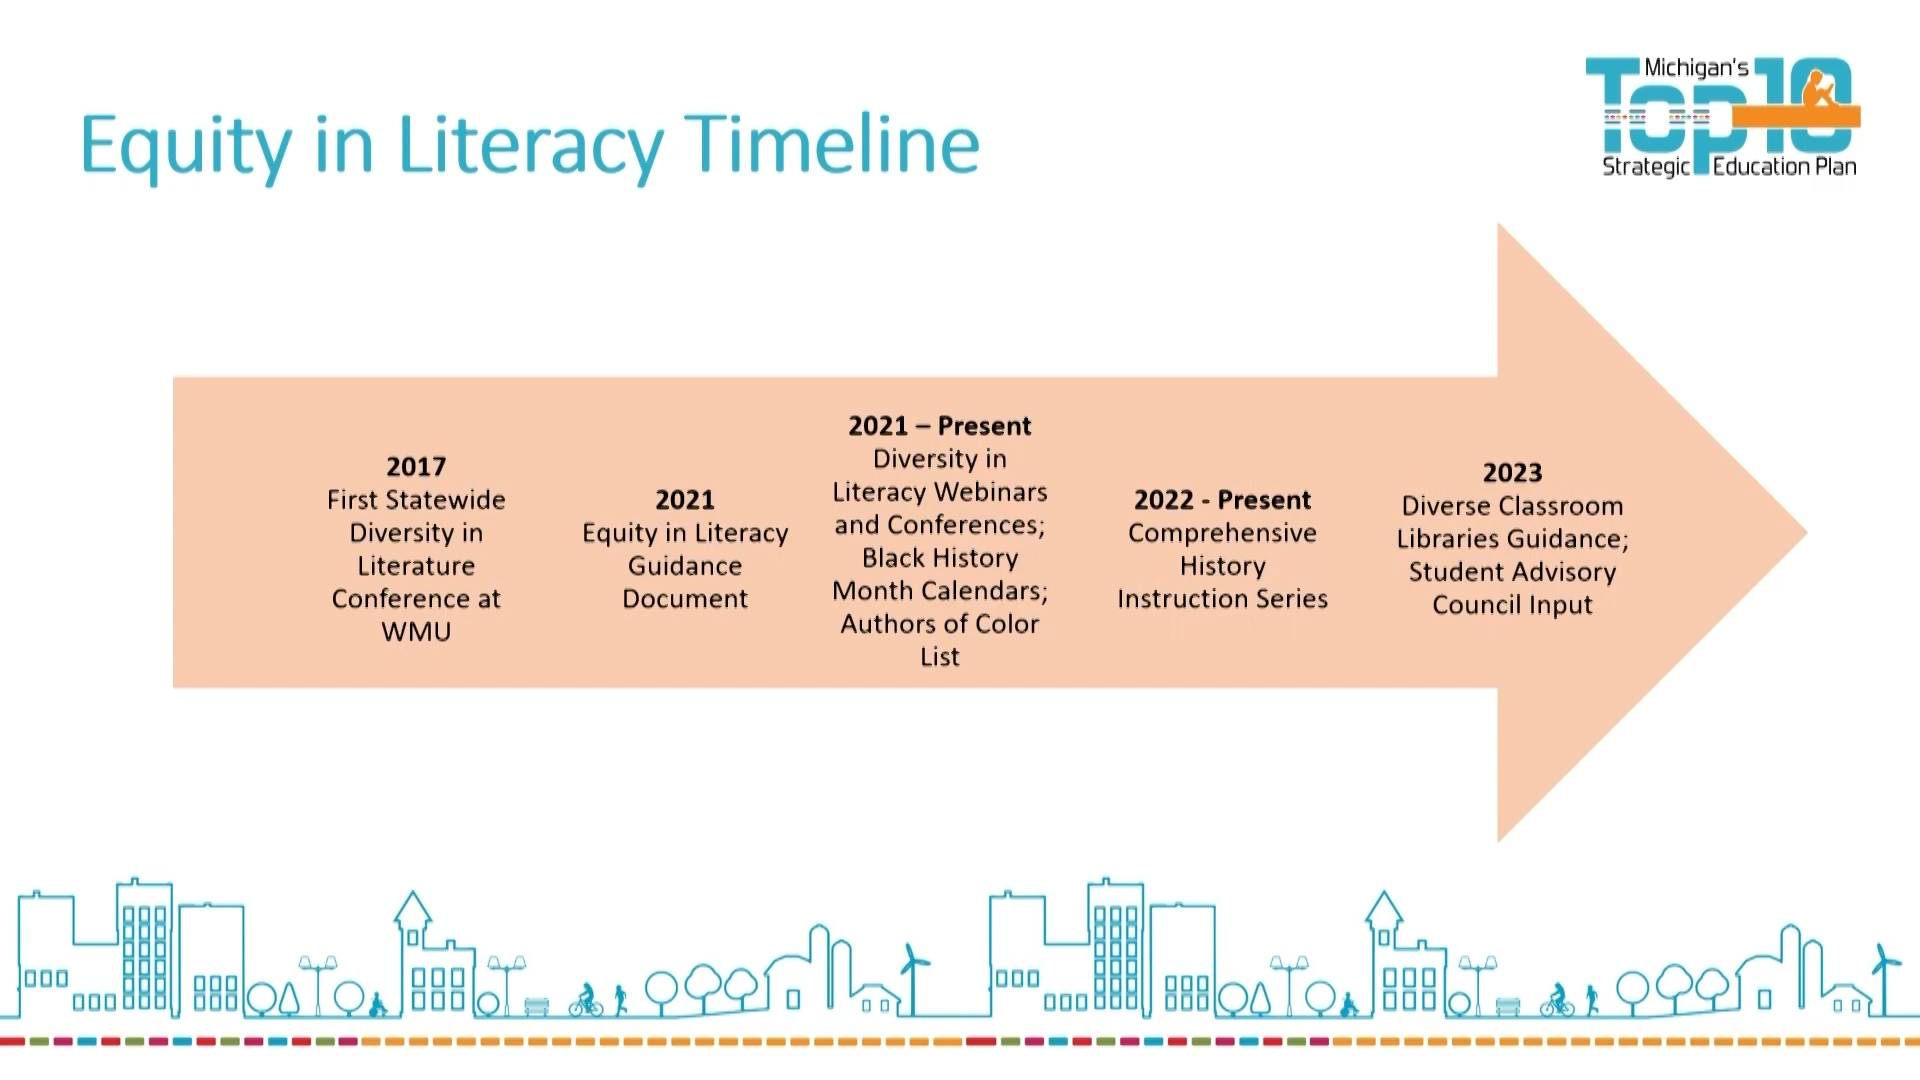 Equity in Literacy Timeline
Michigan's
Top10
Strategic Education Plan
2017
First Statewide
Diversity in
Literature
Conference at
WMU
2021
Equity in Literacy
Guidance
Document
2021 – Present
Diversity in
Literacy Webinars
and Conferences;
Black History
Month Calendars;
Authors of Color
List
2022 - Present
Comprehensive
History
Instruction Series
2023
Diverse Classroom
Libraries Guidance;
Student Advisory
Council Input